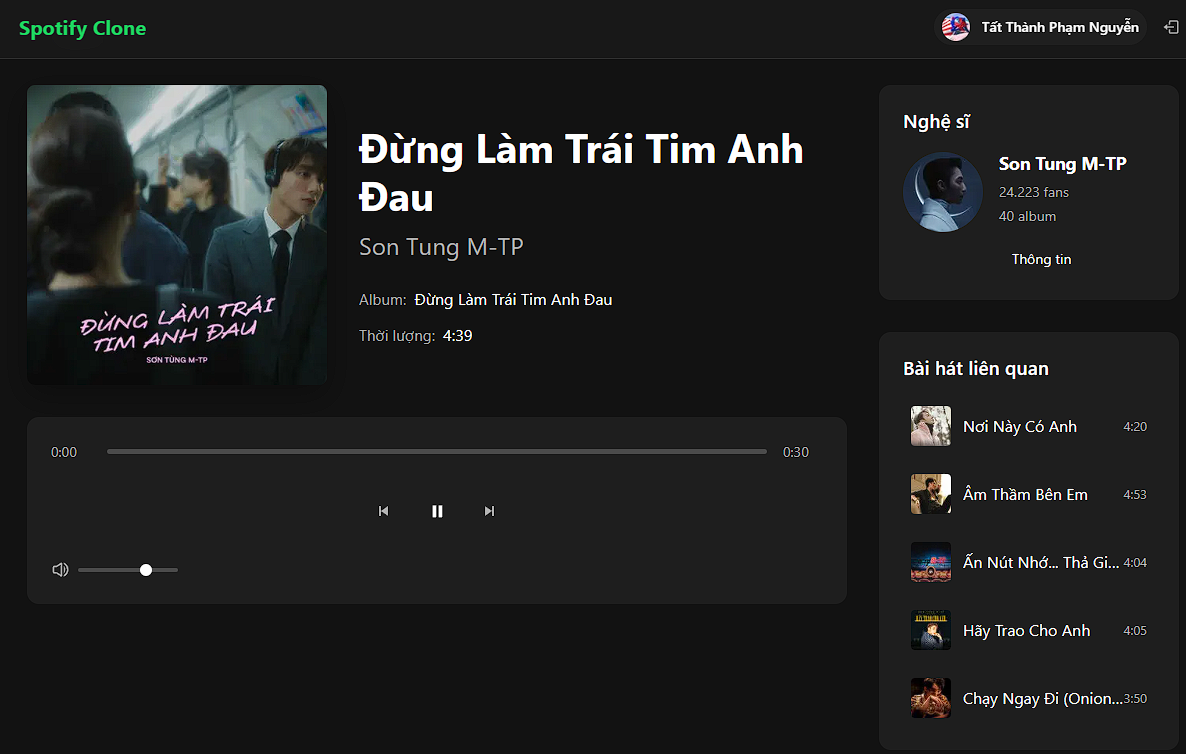 Spotify Clone
Tất Thành Phạm Nguyễn
ĐỪNG LÀM TRÁI
TIM ANH ĐAU
SƠN TÙNG M-TP
Đừng Làm Trái Tim Anh
Đau
Son Tung M-TP
Album: Đừng Làm Trái Tim Anh Đau
Thời lượng: 4:39
0:00
0:30
Nghệ sĩ
Son Tung M-TP
24.223 fans
40 album
Thông tin
Bài hát liên quan
Nơi Này Có Anh 4:20
Âm Thầm Bên Em 4:53
Ấn Nút Nhớ... Thả Gi... 4:04
Hãy Trao Cho Anh 4:05
Chạy Ngay Đi (Onion... 3:50